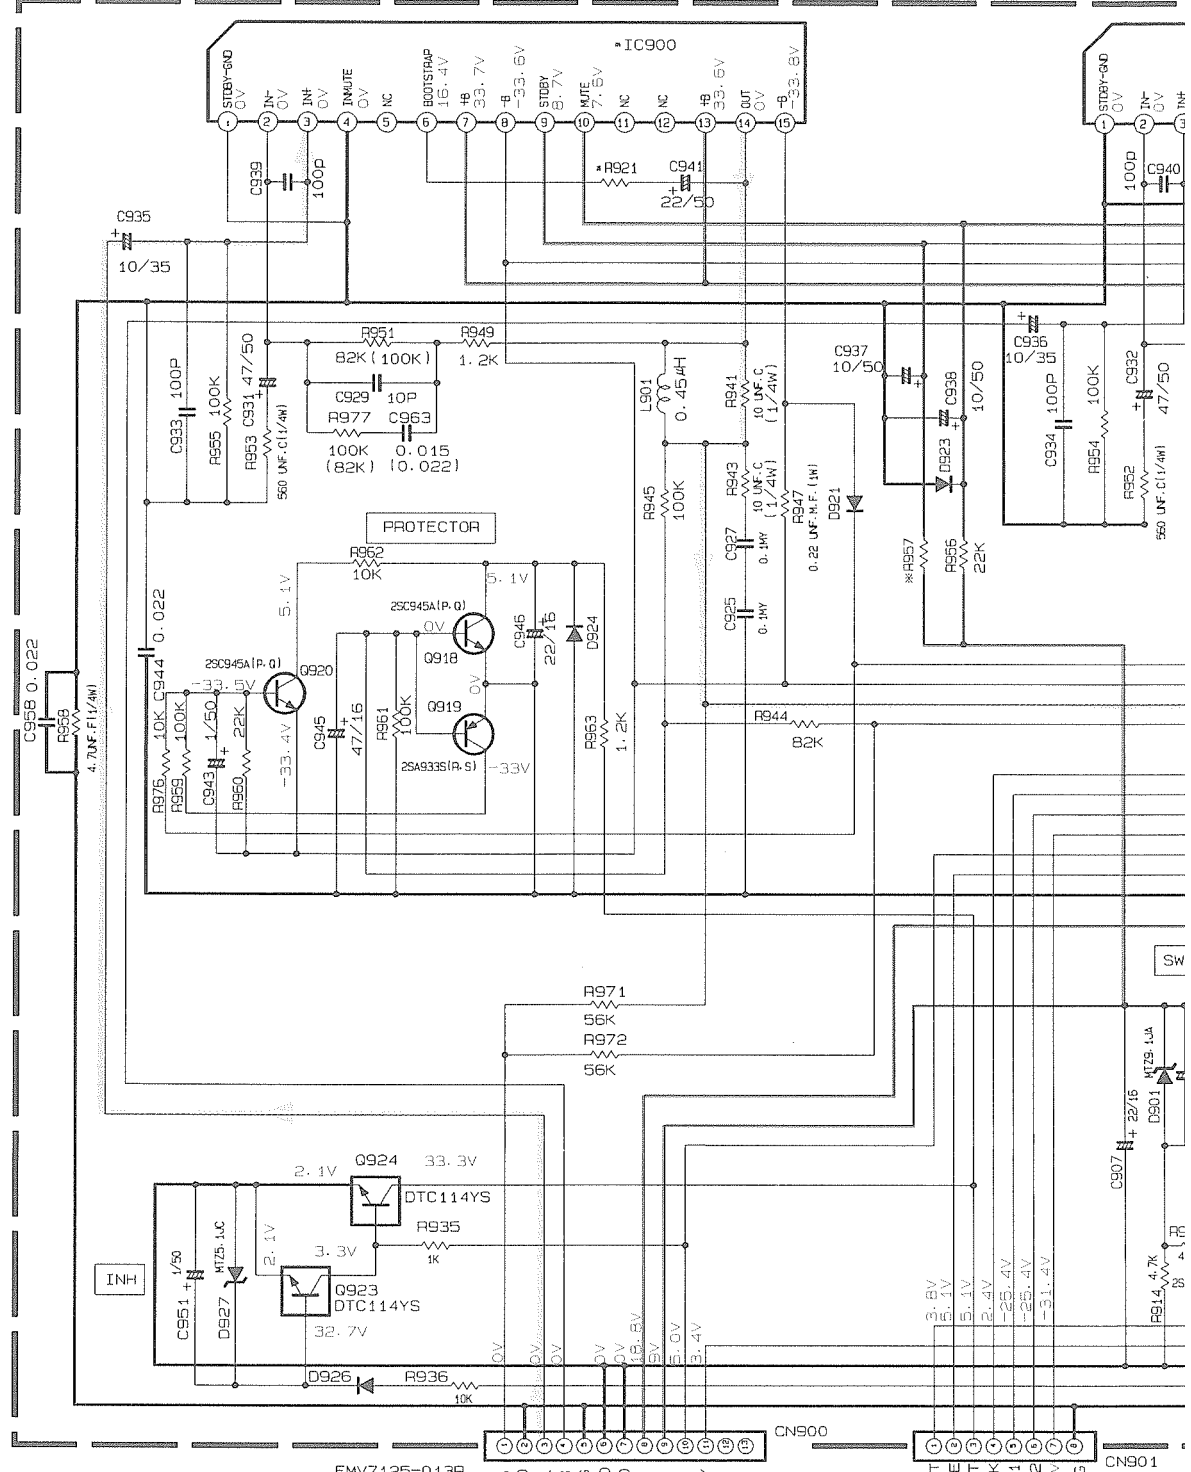 *IC900
STDBY-GND
0V
IN-
0V
IN+
0V
INMUTE
0V
NC
BOOTSTRAP
16.4V
+B
33.7V
-B
-33.6V
STDBY
8.7V
MUTE
7.6V
NC
NC
+B
33.6V
OUT
0V
-B
-33.8V
STDBY-GND
0V
IN-
0V
IN+
1 2 3 4 5 6 7 8 9 10 11 12 13 14 15
1 2 3
C939
100P
*R921
C941
+
22/50
100P
C940
C935
+
10/35
R951
82K(100K)
R949
1.2K
C929
10P
R977
100K
(82K)
C963
0.015
(0.022)
C933
100P
R955
100K
C931 47/50
+
R953
560 UNF.C(1/4W)
L901
0.45μH
R941
10 UNF.C
(1/4W)
C937
10/50
+
C938
10/50
+
D923
+
C936
10/35
C934
100P
R954
100K
C932
47/50
+
R952
560 UNF.C(1/4W)
R945
100K
R943
10 UNF.C
(1/4W)
R947
0.22 UNF.M.F.(1W)
D921
C927
0.1MY
C925
0.1MY
※R957
R956
22K
PROTECTOR
R962
10K
5.1V
5.1V
2SC945A(P,Q)
0V
Q918
C946
22/16
+
D924
2SC945A(P,Q)
-33.5V
Q920
0V
Q919
2SA933S(R,S)
-33V
-33.4V
C944 0.022
C958 0.022
R958
4.7UNF.F(1/4W)
R976
10K
R959
100K
C943
1/50
+
R960
22K
C945
47/16
+
R961
100K
R963
1.2K
R944
82K
R971
56K
R972
56K
SW
MTZ9.1JA
D901
C907
+ 22/16
Q924
2.1V
33.3V
DTC114YS
R935
1K
2.1V
3.3V
Q923
DTC114YS
32.7V
INH
C951
1/50
+
D927
MTZ5.1JC
D926
R936
10K
R914
4.7K
0V
0V
0V
0V
0V
18.8V
9V
5.0V
3.4V
3.8V
5.1V
5.1V
2.4V
-25.4V
-25.4V
-31.4V
CN900
1 2 3 4 5 6 7 8 9 10 11 12 13
CN901
1 2 3 4 5 6 7 8